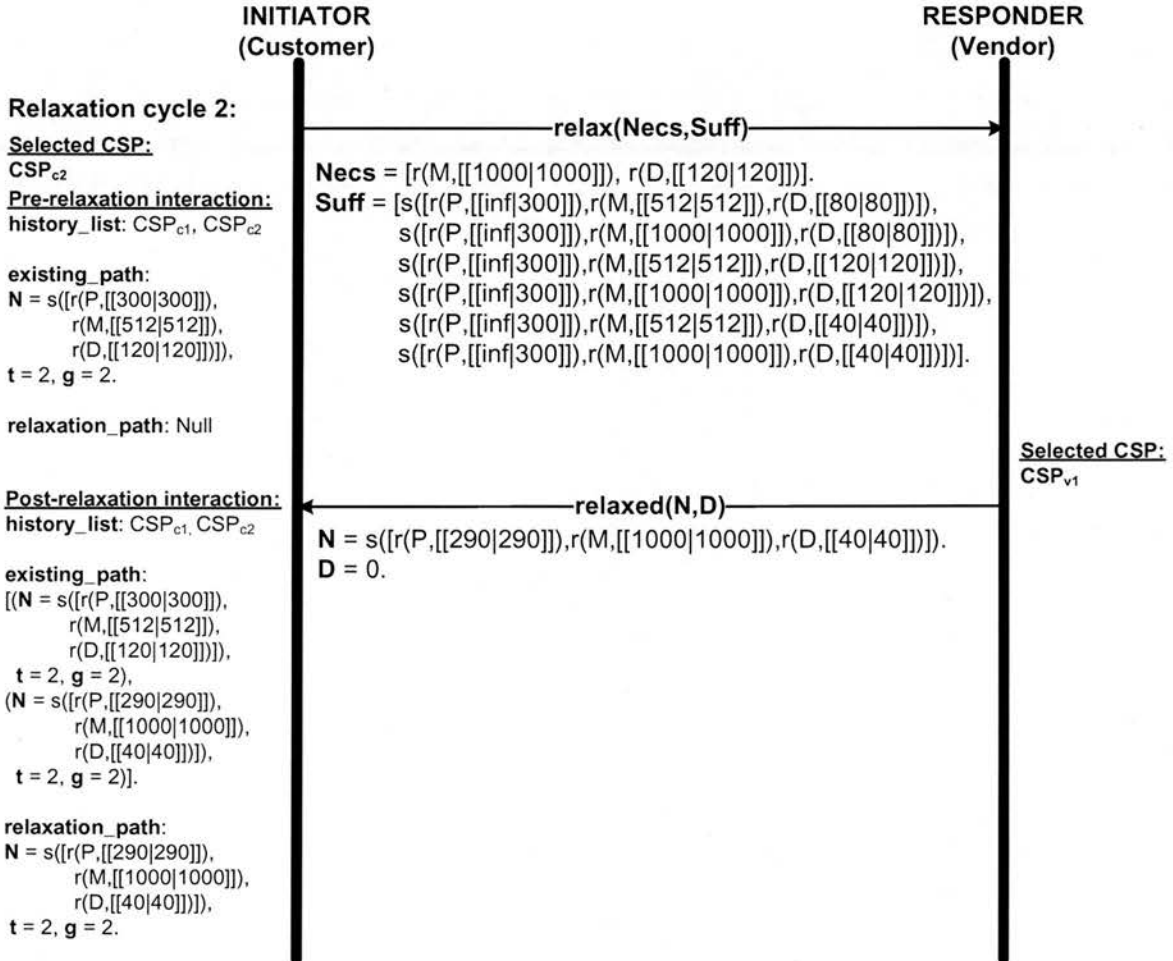 INITIATOR
(Customer)
RESPONDER
(Vendor)
Relaxation cycle 2:
Selected CSP:
CSPc2
Pre-relaxation interaction:
history_list: CSPc1, CSPc2
existing_path:
N = s([r(P,[[300|300]]),
r(M,[[512|512]]),
r(D,[[120|120]])]),
t = 2, g = 2.
relaxation_path: Null
relax(Necs,Suff)
Necs = [r(M,[[1000|1000]]), r(D,[[120|120]])].
Suff = [s([r(P,[[inf|300]]),r(M,[[512|512]]),r(D,[[80|80]])]),
s([r(P,[[inf|300]]),r(M,[[1000|1000]]),r(D,[[80|80]])]),
s([r(P,[[inf|300]]),r(M,[[512|512]]),r(D,[[120|120]])]),
s([r(P,[[inf|300]]),r(M,[[1000|1000]]),r(D,[[120|120]])]),
s([r(P,[[inf|300]]),r(M,[[512|512]]),r(D,[[40|40]])]),
s([r(P,[[inf|300]]),r(M,[[1000|1000]]),r(D,[[40|40]])])].
Selected CSP:
CSPv1
Post-relaxation interaction:
history_list: CSPc1, CSPc2
existing_path:
[(N = s([r(P,[[300|300]]),
r(M,[[512|512]]),
r(D,[[120|120]])]),
t = 2, g = 2),
(N = s([r(P,[[290|290]]),
r(M,[[1000|1000]]),
r(D,[[40|40]])]),
t = 2, g = 2)].
relaxation_path:
N = s([r(P,[[290|290]]),
r(M,[[1000|1000]]),
r(D,[[40|40]])]),
t = 2, g = 2.
relaxed(N,D)
N = s([r(P,[[290|290]]),r(M,[[1000|1000]]),r(D,[[40|40]])]).
D = 0.